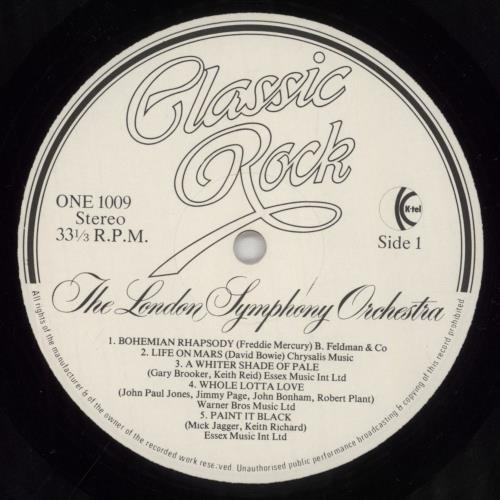 Classic
Rock
ONE 1009
Stereo
33⅓ R.P.M.
K-tel
Side 1
The London Symphony Orchestra
1. BOHEMIAN RHAPSODY (Freddie Mercury) B. Feldman & Co
2. LIFE ON MARS (David Bowie) Chrysalis Music
3. A WHITER SHADE OF PALE
(Gary Brooker, Keith Reid) Essex Music Int Ltd
4. WHOLE LOTTA LOVE
(John Paul Jones, Jimmy Page, John Bonham, Robert Plant)
Warner Bros Music Ltd
5. PAINT IT BLACK
(Mick Jagger, Keith Richard)
Essex Music Int Ltd
All rights of the manufacturer & of the owner of the recorded work reserved. Unauthorised public performance broadcasting & copying of this record prohibited